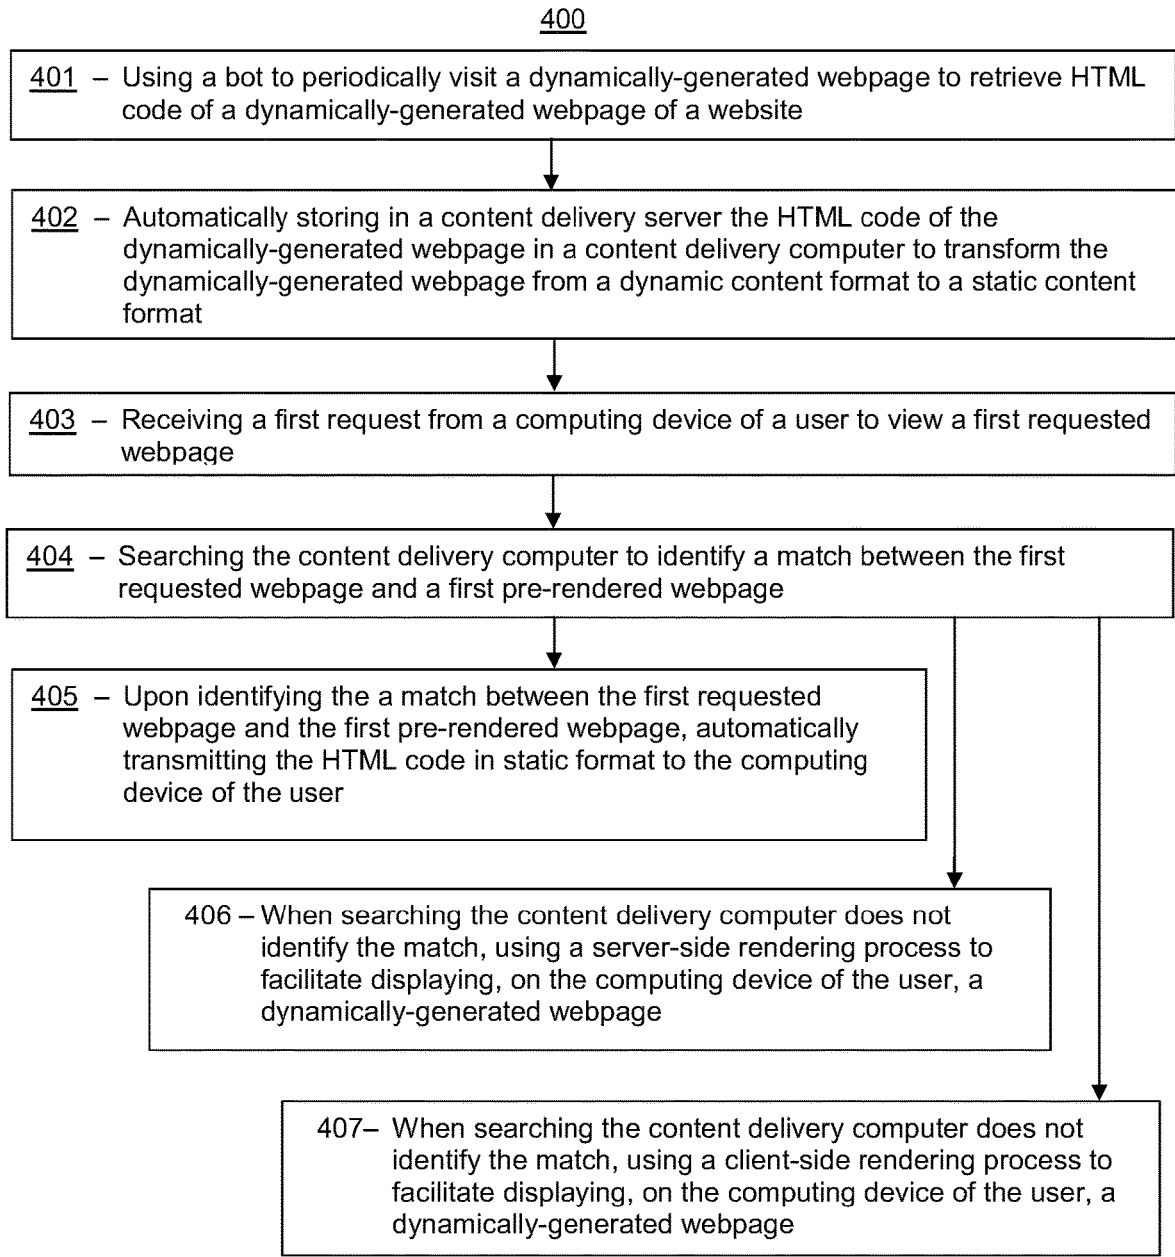 400
401 – Using a bot to periodically visit a dynamically-generated webpage to retrieve HTML
code of a dynamically-generated webpage of a website
402 – Automatically storing in a content delivery server the HTML code of the
dynamically-generated webpage in a content delivery computer to transform the
dynamically-generated webpage from a dynamic content format to a static content
format
403 – Receiving a first request from a computing device of a user to view a first requested
webpage
404 – Searching the content delivery computer to identify a match between the first
requested webpage and a first pre-rendered webpage
405 – Upon identifying the a match between the first requested
webpage and the first pre-rendered webpage, automatically
transmitting the HTML code in static format to the computing
device of the user
406 – When searching the content delivery computer does not
identify the match, using a server-side rendering process to
facilitate displaying, on the computing device of the user, a
dynamically-generated webpage
407– When searching the content delivery computer does not
identify the match, using a client-side rendering process to
facilitate displaying, on the computing device of the user, a
dynamically-generated webpage